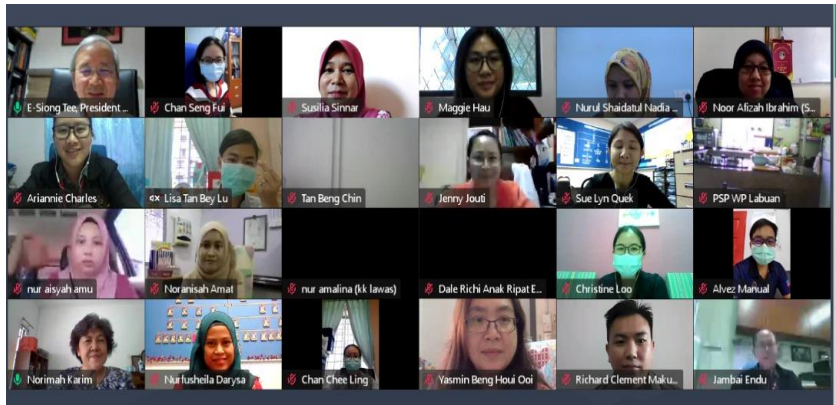 E-Siong Tee, President ...
Chan Seng Fui
Susilia Sinnar
Maggie Hau
Nurul Shaidatul Nadia ...
Noor Afizah Ibrahim (S...
Ariannie Charles
Lisa Tan Bey Lu
Tan Beng Chin
Jenny Jouti
Sue Lyn Quek
PSP WP Labuan
nur aisyah amu
Noranisah Amat
nur amalina (kk lawas)
Dale Richi Anak Ripat E...
Christine Loo
Alvez Manual
Norimah Karim
Nurfusheila Darysa
Chan Chee Ling
Yasmin Beng Houi Ooi
Richard Clement Maku...
Jambai Endu